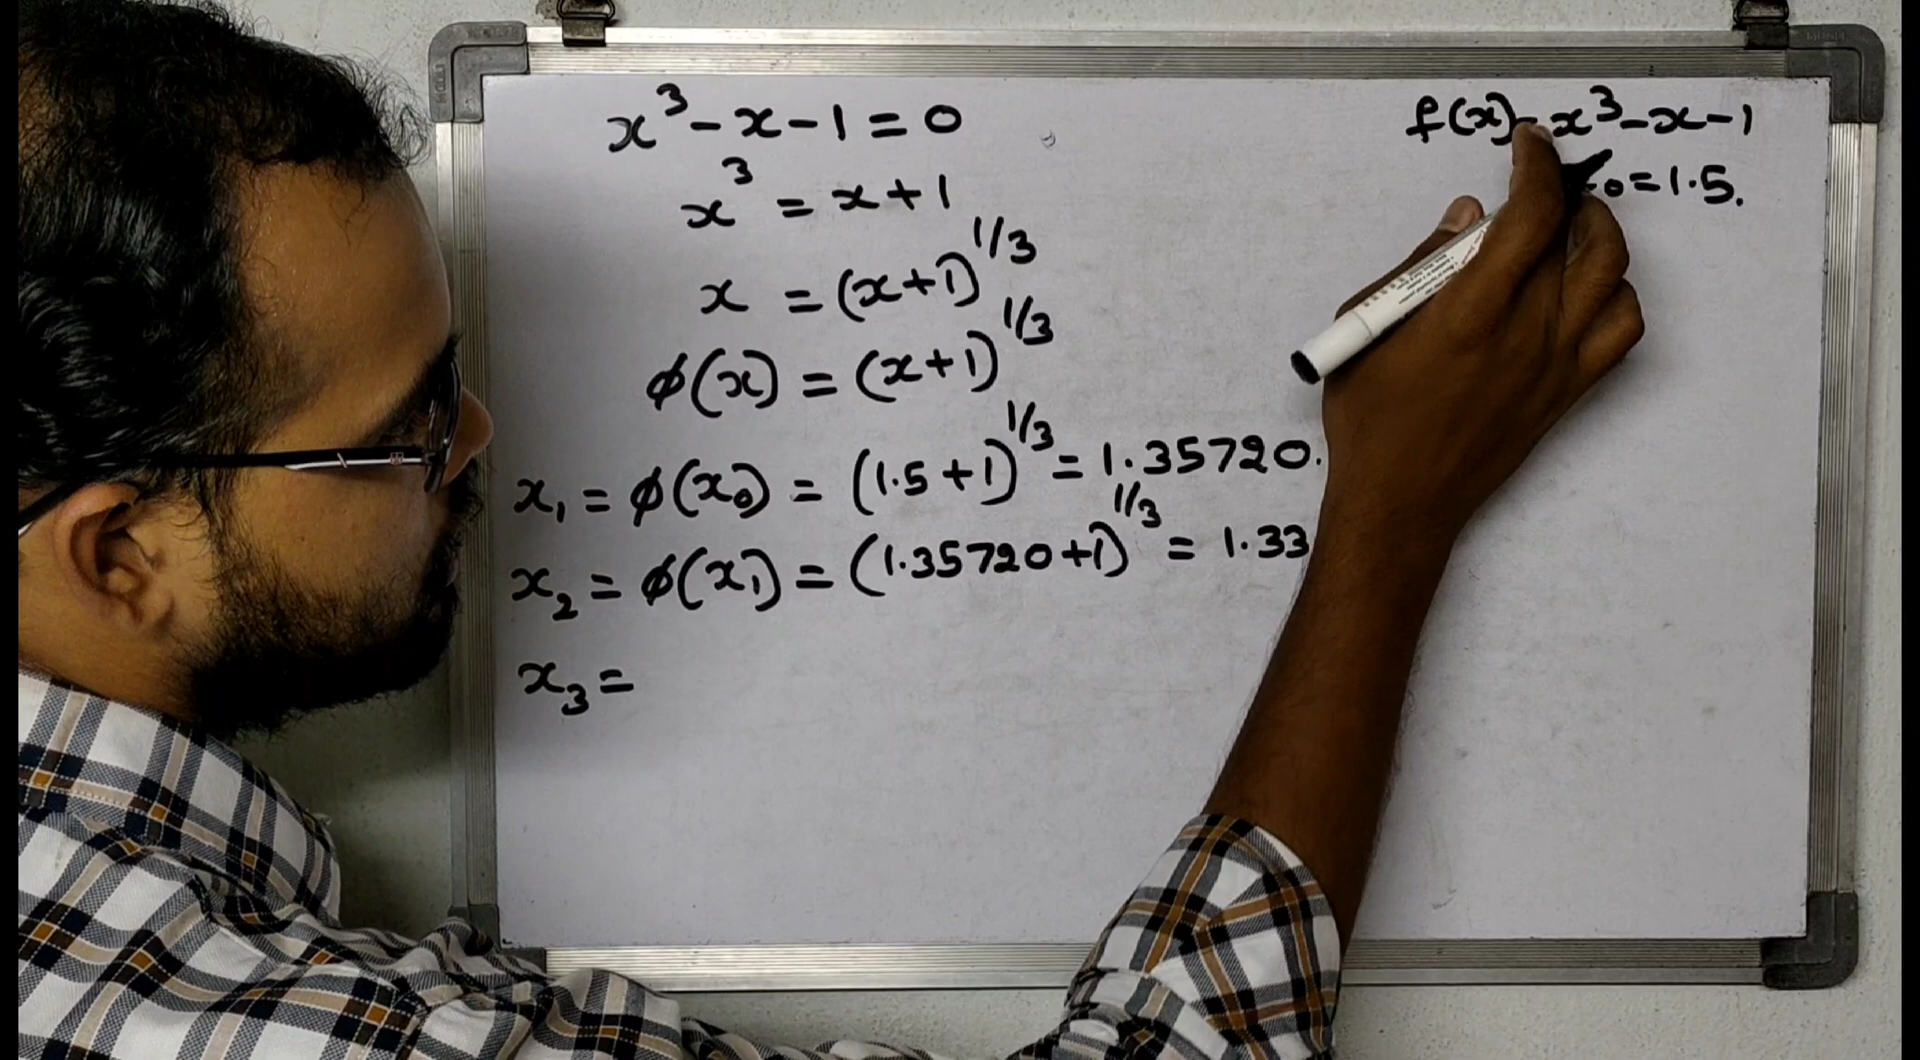 x³-x-1=0
x³=x+1
x=(x+1)^1/3
φ(x)=(x+1)^1/3
x₁=φ(x₀)=(1.5+1)^1/3=1.35720.
x₂=φ(x₁)=(1.35720+1)^1/3=1.33
x₃=
f(x)=x³-x-1
₀=1.5.